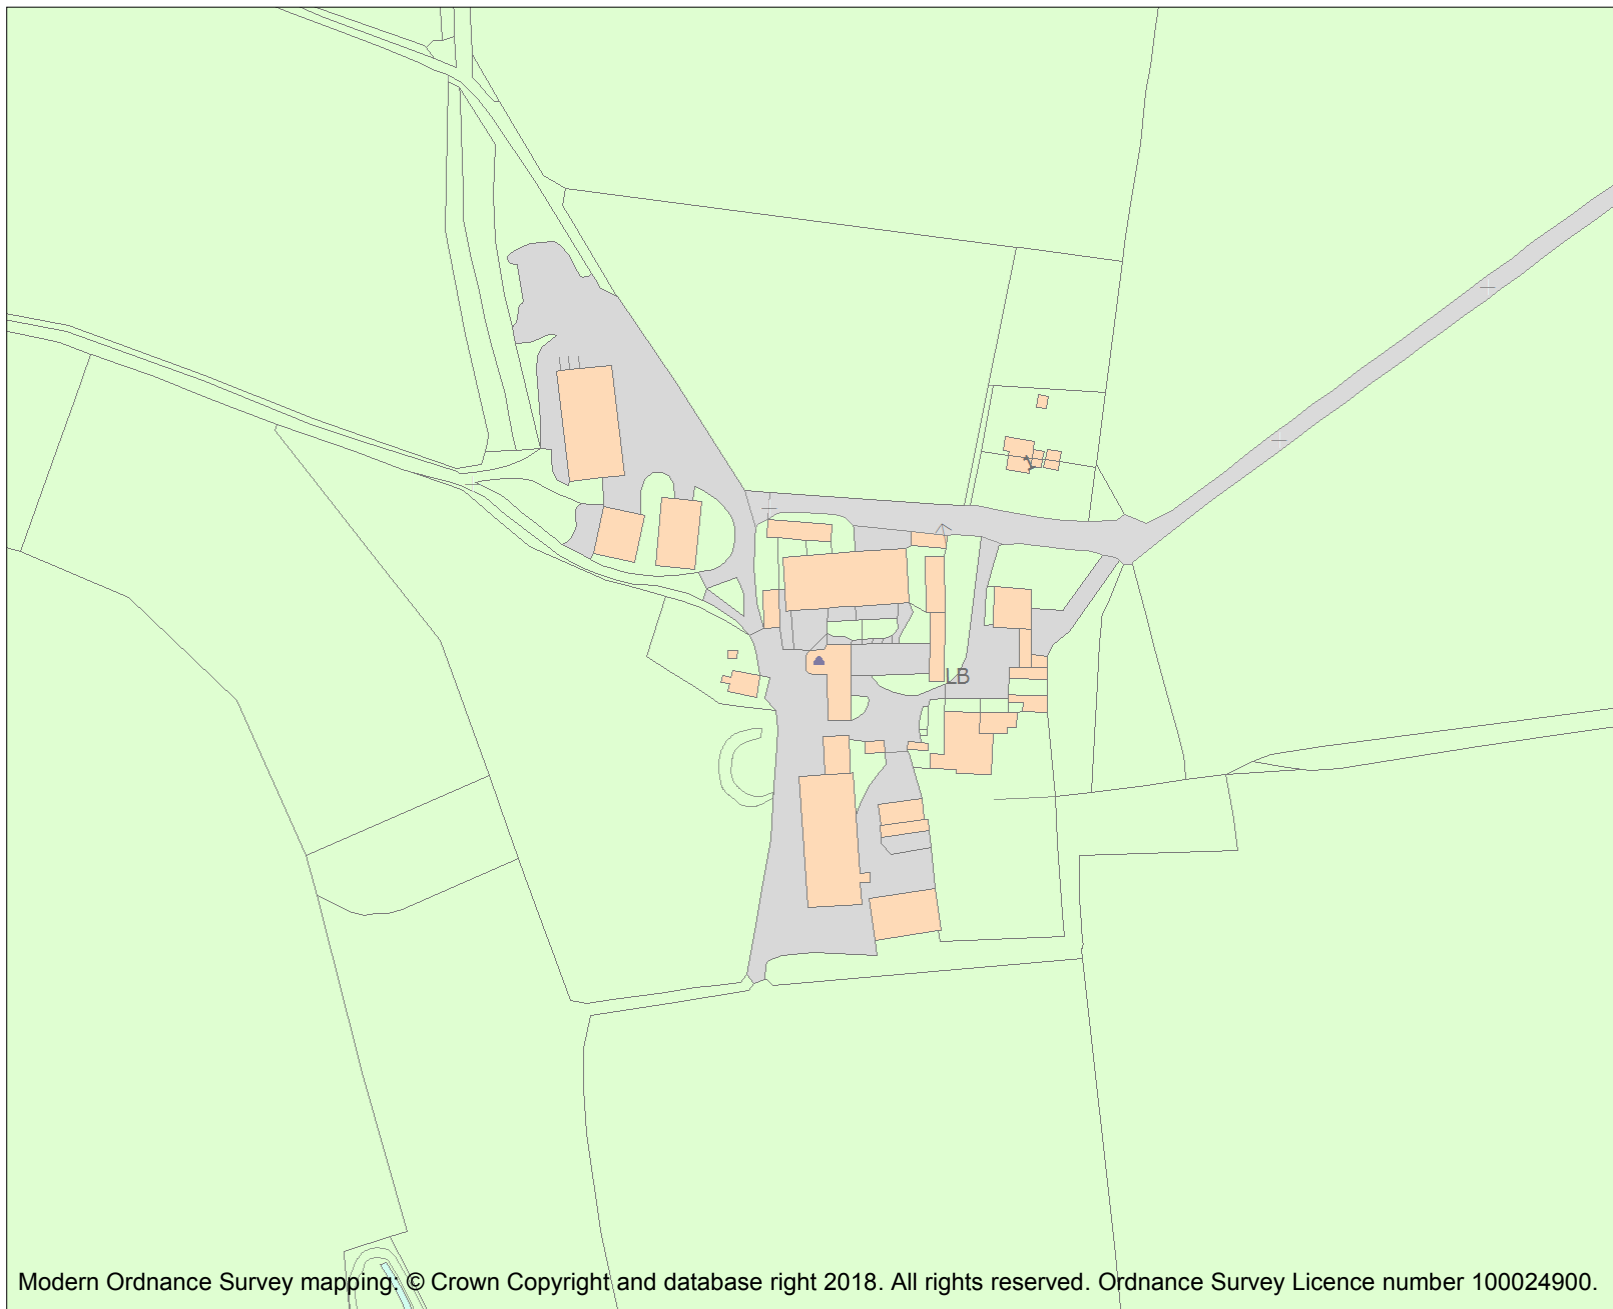 LB
Modern Ordnance Survey mapping: © Crown Copyright and database right 2018. All rights reserved. Ordnance Survey Licence number 100024900.